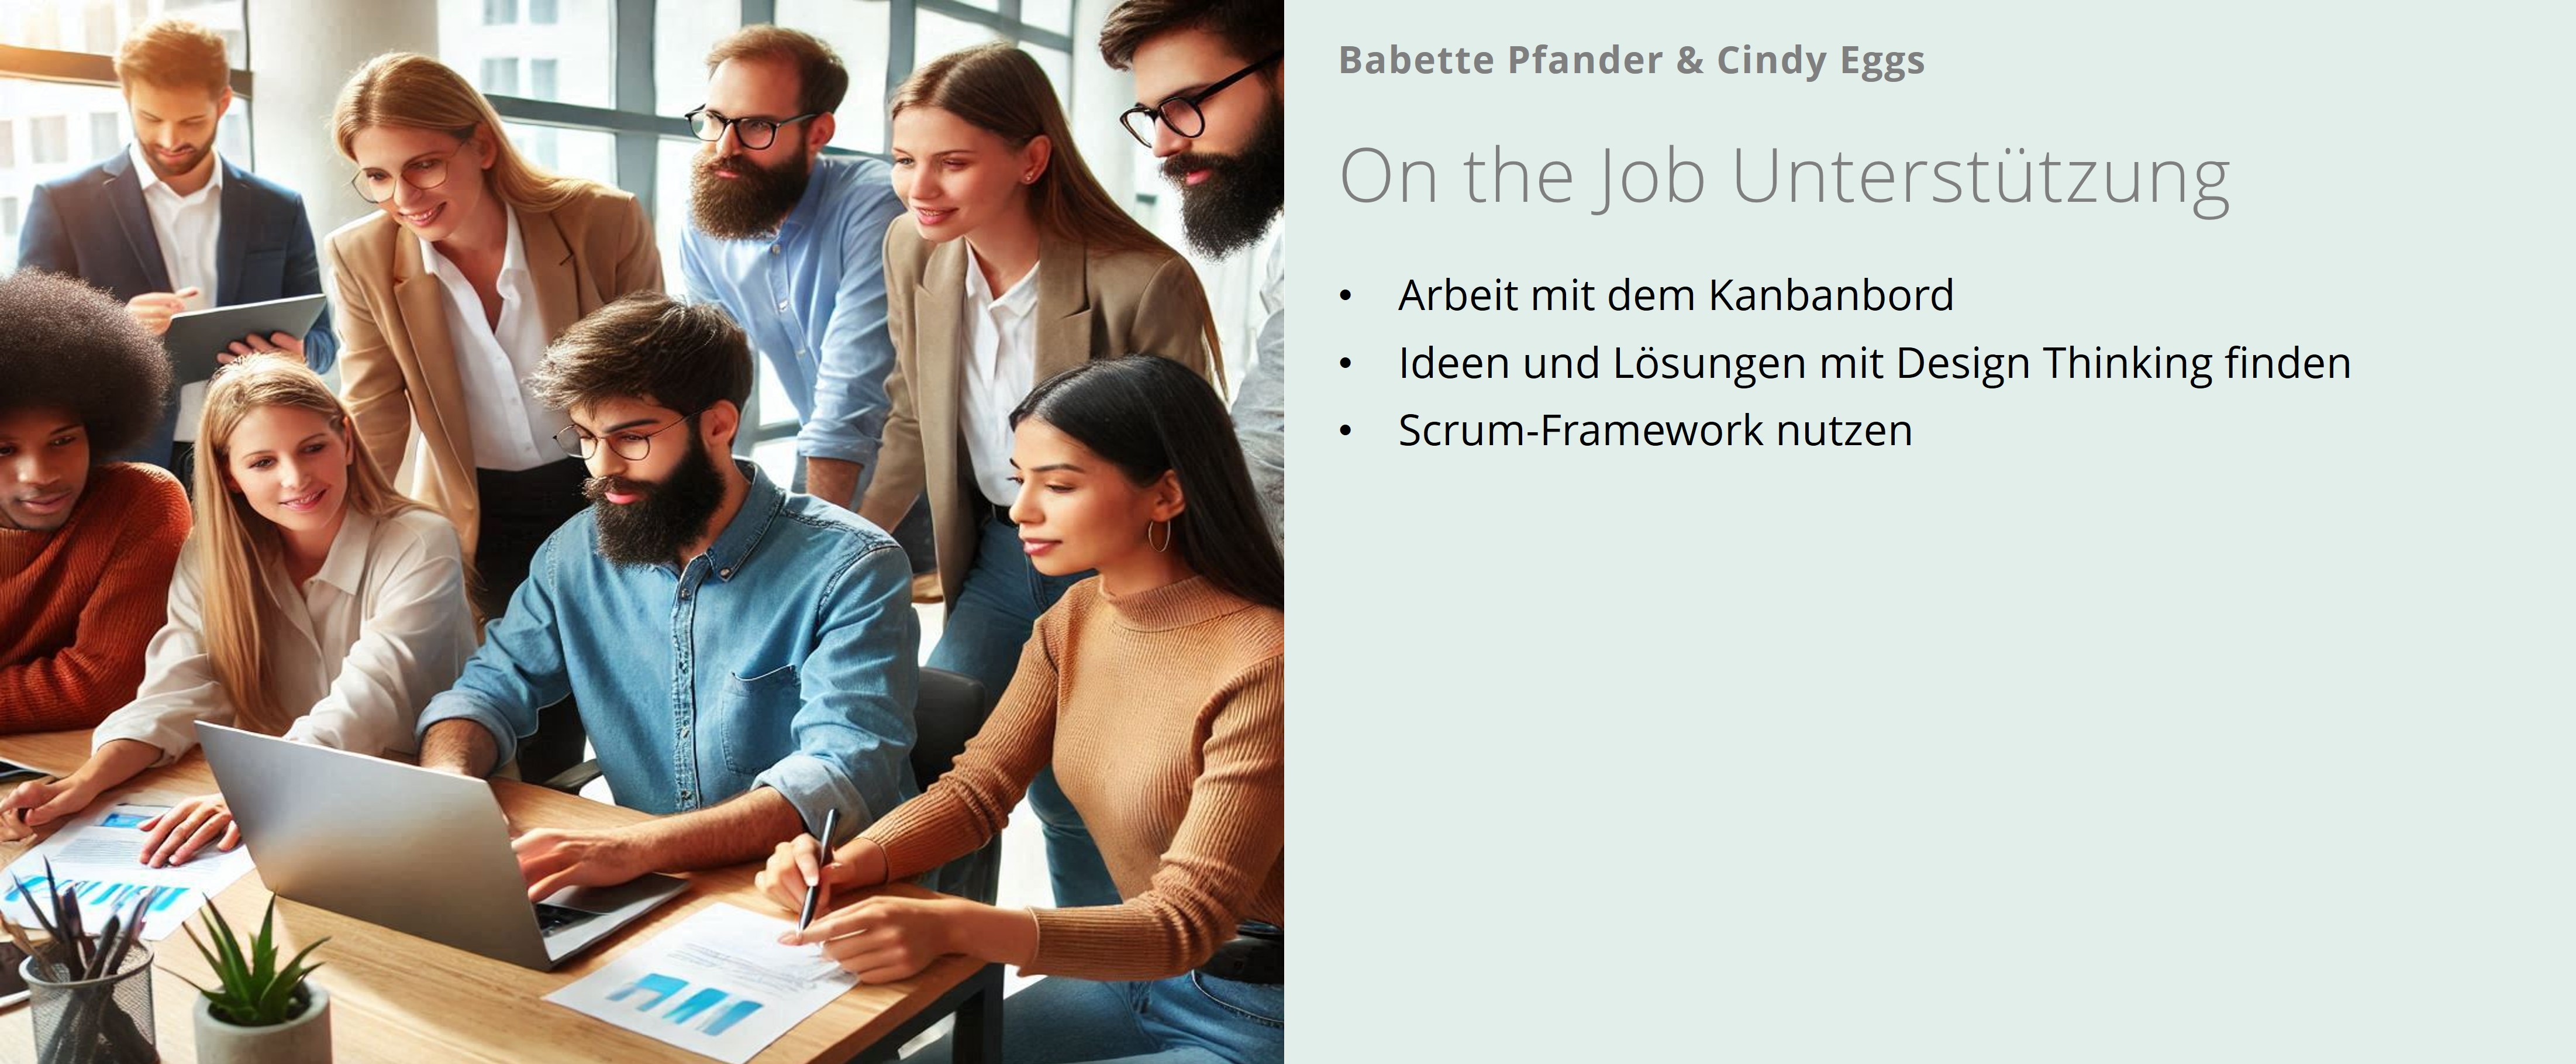 Babette Pfander & Cindy Eggs
On the Job Unterstützung
• Arbeit mit dem Kanbanbord
• Ideen und Lösungen mit Design Thinking finden
• Scrum-Framework nutzen